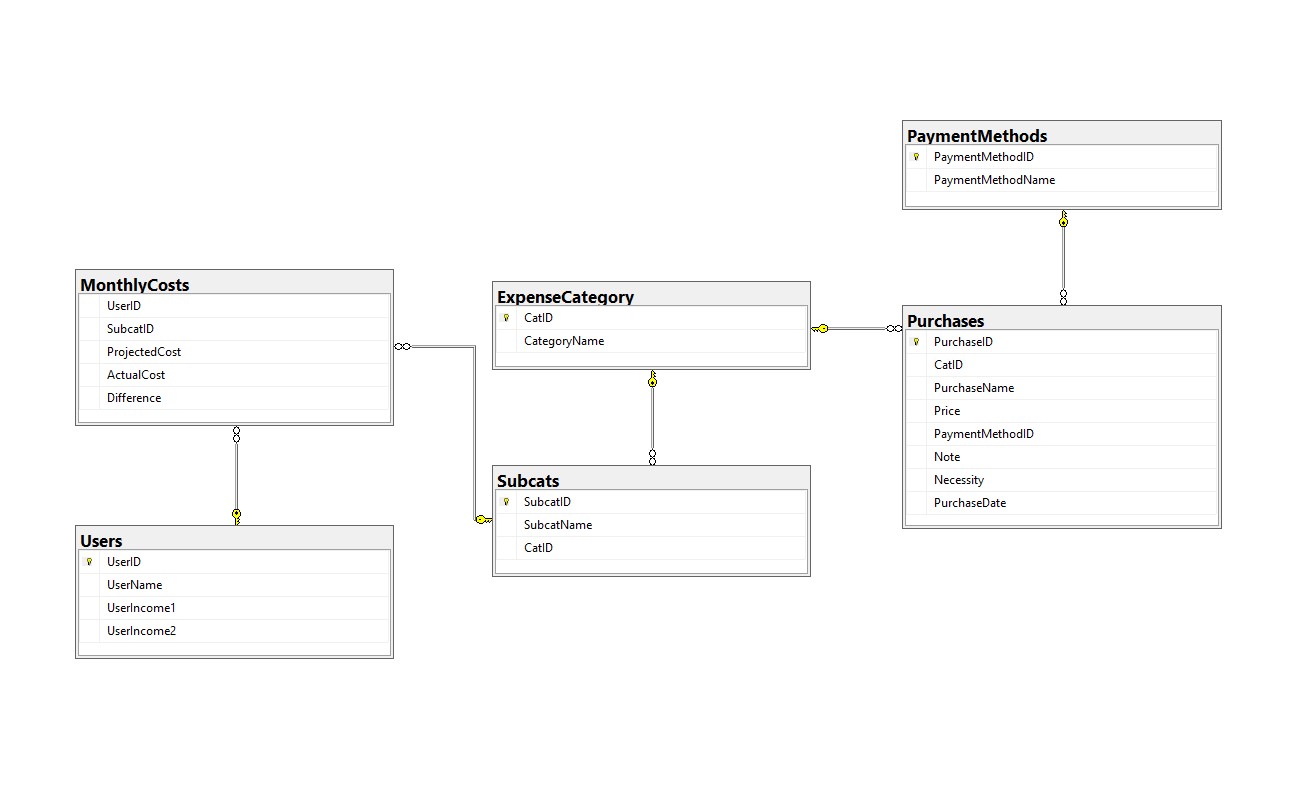 PaymentMethods
PaymentMethodID
PaymentMethodName
MonthlyCosts
UserID
SubcatID
ProjectedCost
ActualCost
Difference
ExpenseCategory
CatID
CategoryName
Purchases
PurchaseID
CatID
PurchaseName
Price
PaymentMethodID
Note
Necessity
PurchaseDate
Subcats
SubcatID
SubcatName
CatID
Users
UserID
UserName
UserIncome1
UserIncome2